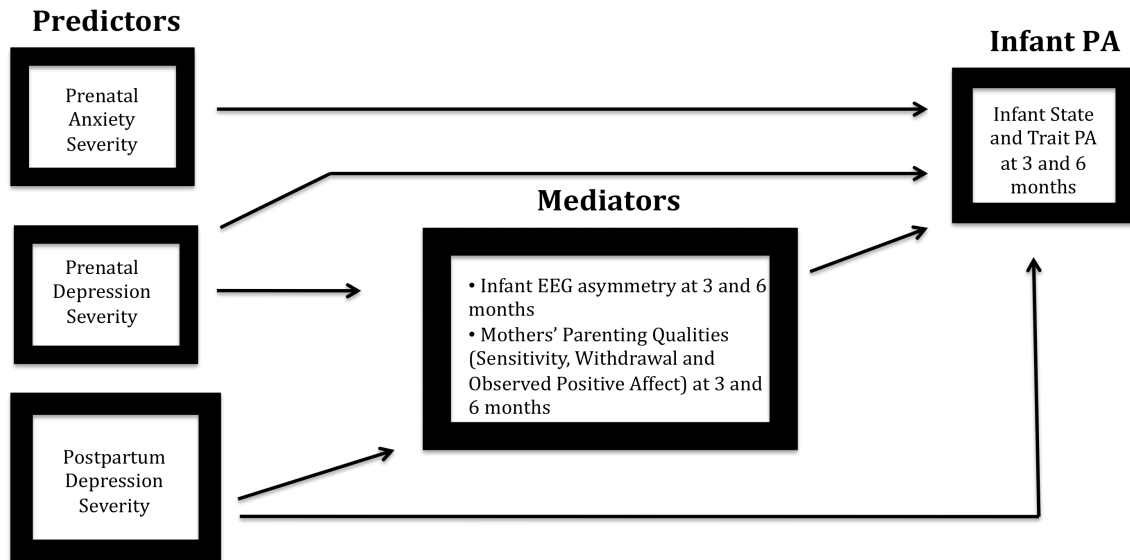 Predictors
Prenatal
Anxiety
Severity
Prenatal
Depression
Severity
Postpartum
Depression
Severity
Mediators
• Infant EEG asymmetry at 3 and 6
months
• Mothers’ Parenting Qualities
(Sensitivity, Withdrawal and
Observed Positive Affect) at 3 and
6 months
Infant PA
Infant State
and Trait PA
at 3 and 6
months